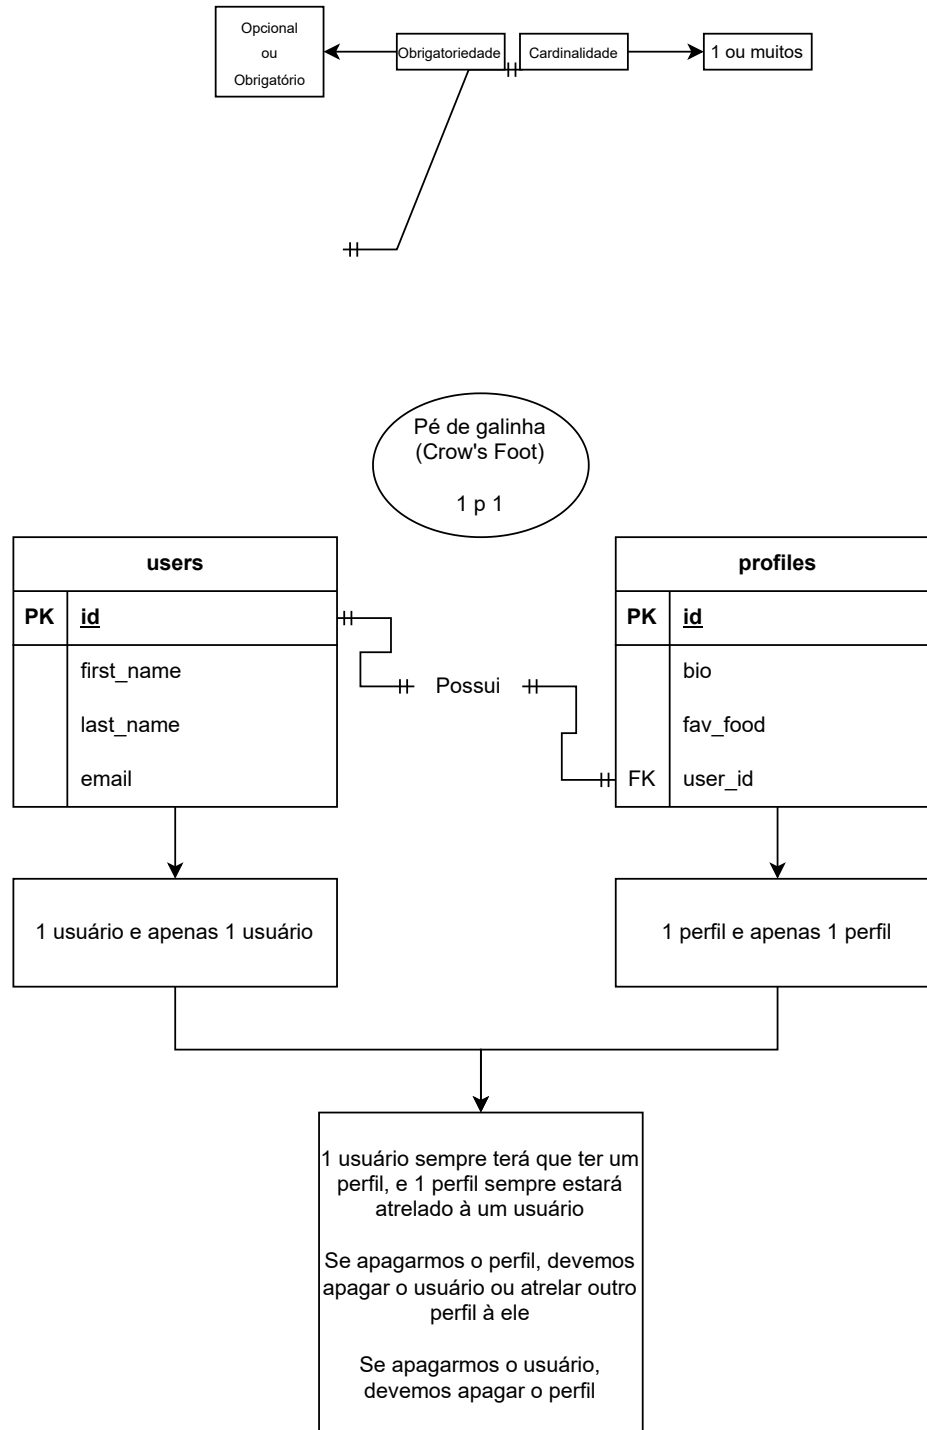 Opcional
ou
Obrigatório
Obrigatoriedade
Cardinalidade
1 ou muitos
Pé de galinha
(Crow's Foot)
1 p 1
users
PK id
first_name
last_name
email
Possui
profiles
PK id
bio
fav_food
FK user_id
1 usuário e apenas 1 usuário
1 perfil e apenas 1 perfil
1 usuário sempre terá que ter um
perfil, e 1 perfil sempre estará
atrelado à um usuário
Se apagarmos o perfil, devemos
apagar o usuário ou atrelar outro
perfil à ele
Se apagarmos o usuário,
devemos apagar o perfil